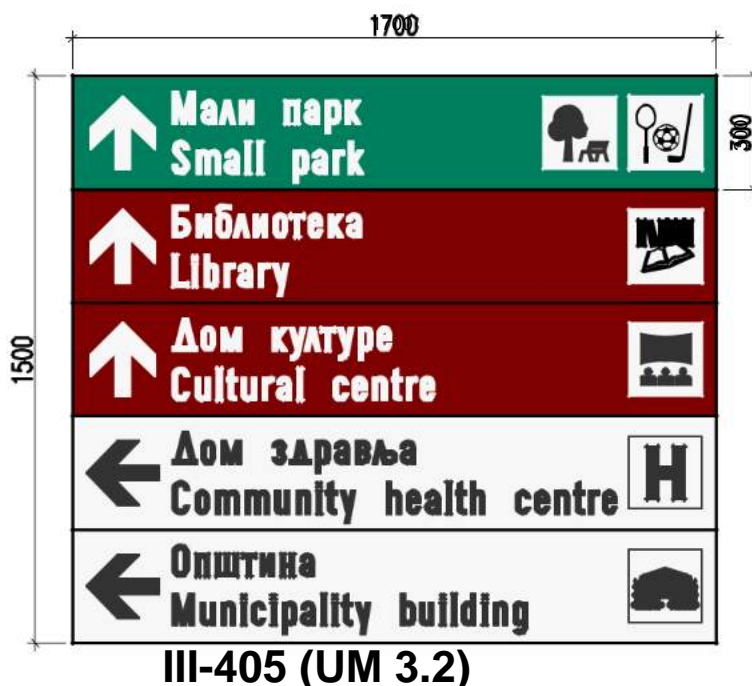 1700
Мали парк
Small park
300
Библиотека
Library
1500
Дом културе
Cultural centre
Дом здравља
Community health centre
H
Општина
Municipality building
III-405 (UM 3.2)